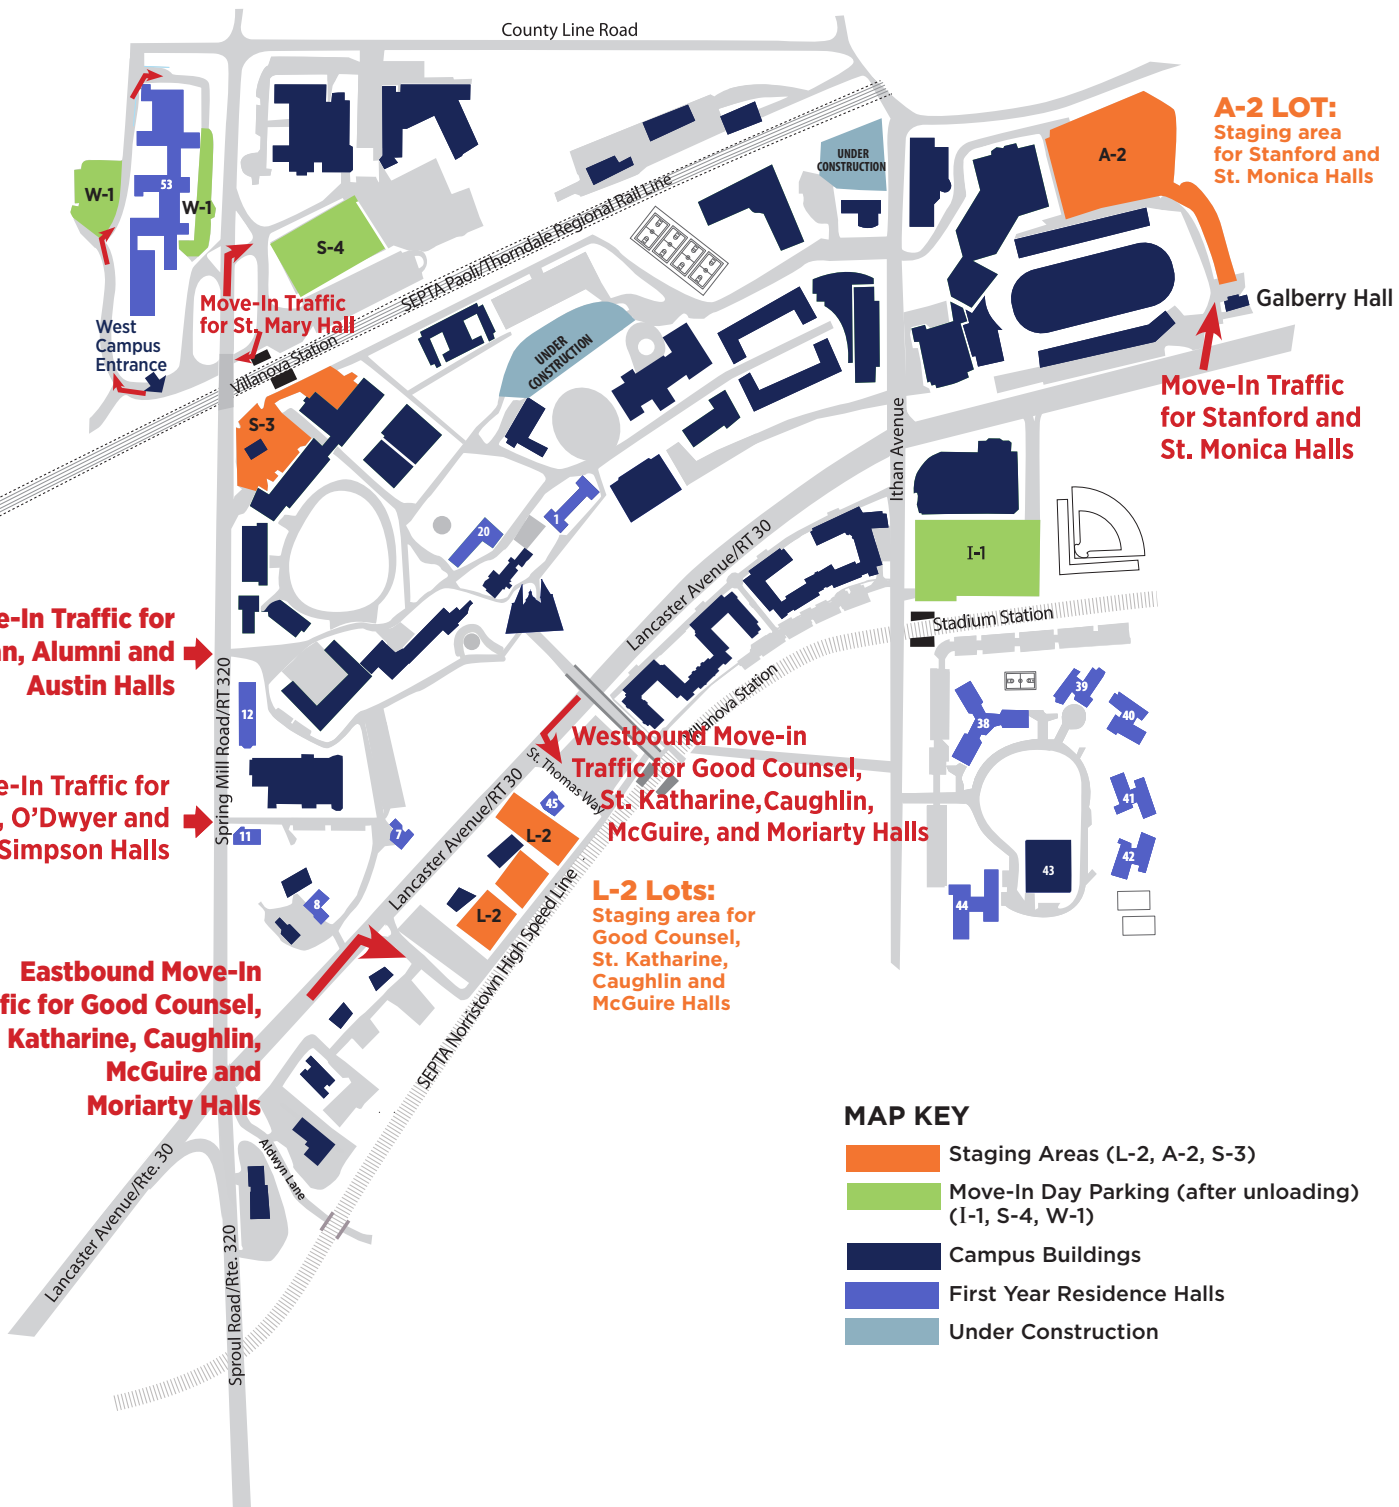 County Line Road
A-2 LOT:
Staging area
for Stanford and
St. Monica Halls
A-2
UNDER
CONSTRUCTION
W-1
53
W-1
S-4
SEPTA Paoli/Thorndale Regional Rail Line
Galberry Hall
Move-In Traffic
for St. Mary Hall
West
Campus
Entrance
Villanova Station
UNDER
CONSTRUCTION
Move-In Traffic
for Stanford and
St. Monica Halls
S-3
Ithan Avenue
20
1
Lancaster Avenue/RT 30
I-1
Stadium Station
e-In Traffic for
an, Alumni and
Austin Halls
Spring Mill Road/RT 320
12
Villanova Station
39
38
40
Westbound Move-in
Traffic for Good Counsel,
St. Katharine, Caughlin,
McGuire, and Moriarty Halls
St. Thomas Way
e-In Traffic for
, O'Dwyer and
Simpson Halls
11
7
45
L-2
41
42
43
44
Lancaster Avenue/RT 30
8
L-2
L-2 Lots:
Staging area for
Good Counsel,
St. Katharine,
Caughlin and
McGuire Halls
SEPTA Norristown High Speed Line
Eastbound Move-In
ffic for Good Counsel,
Katharine, Caughlin,
McGuire and
Moriarty Halls
Aldwyn Lane
Lancaster Avenue/Rte. 30
Sproul Road/Rte. 320
MAP KEY
Staging Areas (L-2, A-2, S-3)
Move-In Day Parking (after unloading)
(I-1, S-4, W-1)
Campus Buildings
First Year Residence Halls
Under Construction